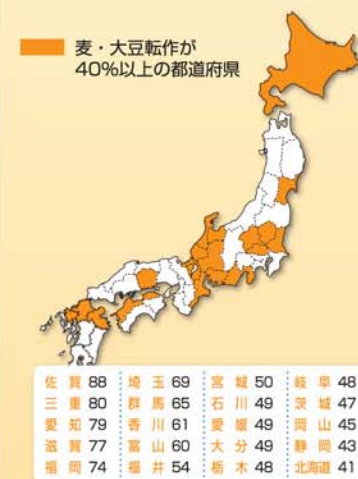 麦・大豆転作が
40%以上の都道府県
佐賀 88 埼玉 69 宮城 50 岐阜 48
三重 80 群馬 65 石川 49 茨城 47
愛知 79 香川 61 愛媛 49 岡山 45
滋賀 77 富山 60 大分 49 静岡 43
福岡 74 福井 54 栃木 48 北海道 41